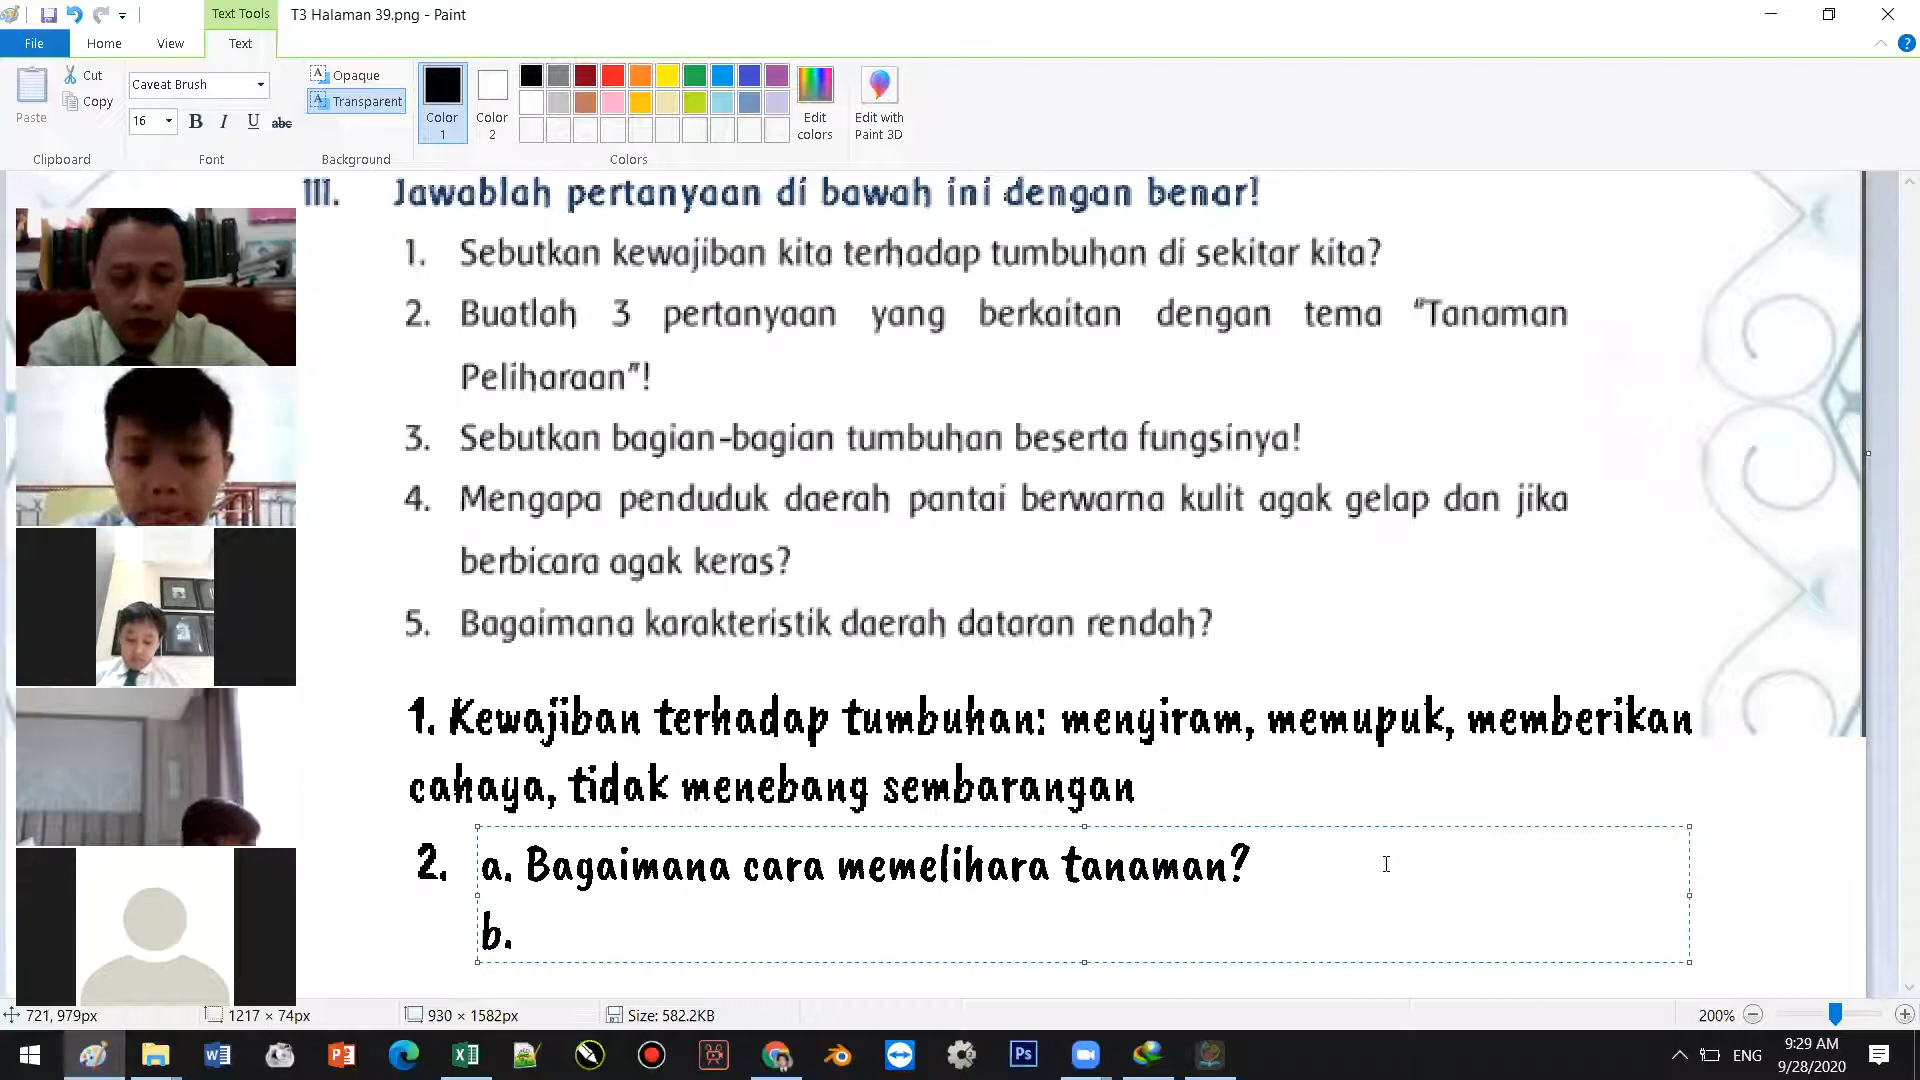 Text Tools T3 Halaman 39.png - Paint
File Home View Text
Paste Cut Copy
Clipboard
Caveat Brush
16 B I U abc
Font
Opaque
Transparent
Background
Color 1
Color 2
Edit colors
Edit with Paint 3D
Colors
III. Jawablah pertanyaan di bawah ini dengan benar!
1. Sebutkan kewajiban kita terhadap tumbuhan di sekitar kita?
2. Buatlah 3 pertanyaan yang berkaitan dengan tema "Tanaman
Peliharaan"!
3. Sebutkan bagian-bagian tumbuhan beserta fungsinya!
4. Mengapa penduduk daerah pantai berwarna kulit agak gelap dan jika
berbicara agak keras?
5. Bagaimana karakteristik daerah dataran rendah?
1. Kewajiban terhadap tumbuhan: menyiram, memupuk, memberikan
cahaya, tidak menebang sembarangan
2. a. Bagaimana cara memelihara tanaman?
b.
721, 979px 1217 × 74px 930 × 1582px Size: 582.2KB 200%
ENG 9:29 AM
9/28/2020